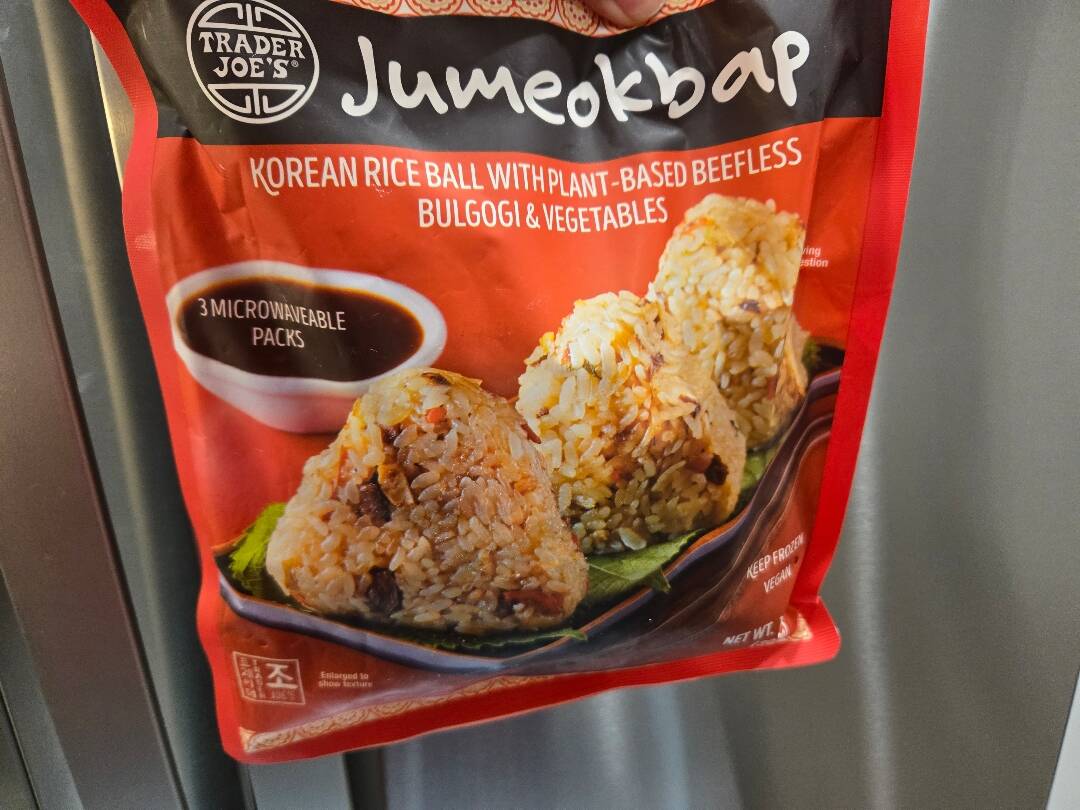 TRADER
JOE'S®
Jumeokbap
KOREAN RICE BALL WITH PLANT-BASED BEEFLESS
BULGOGI & VEGETABLES
3 MICROWAVEABLE
PACKS
KEEP FROZEN
VEGAN
NET WT.
조
JOE'S
Enlarged to
show texture